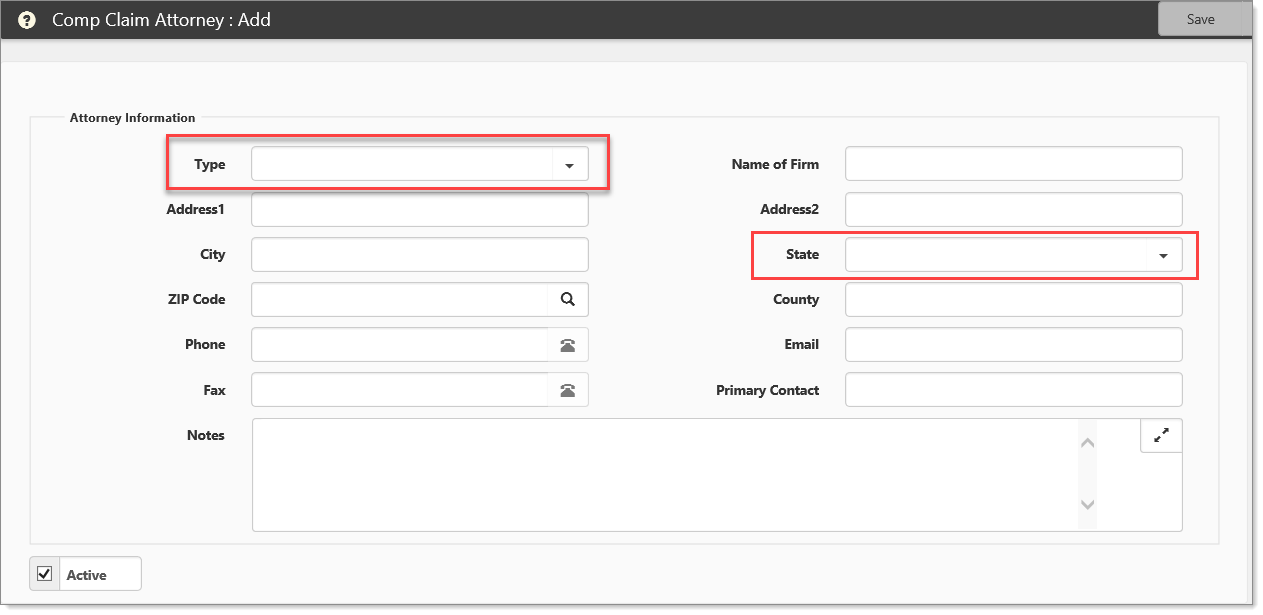 Comp Claim Attorney : Add
Save
Attorney Information
Type
Name of Firm
Address1
Address2
City
State
ZIP Code
County
Phone
Email
Fax
Primary Contact
Notes
Active